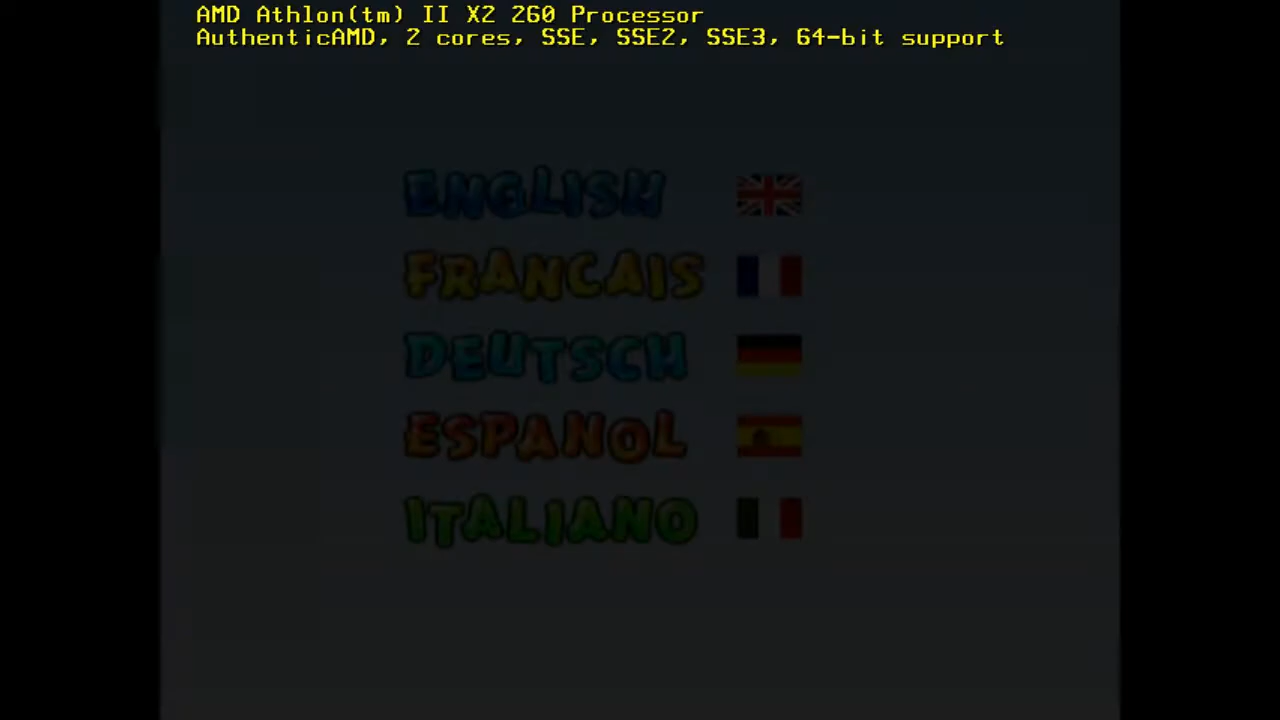 AMD Athlon(tm) II X2 260 Processor
AuthenticAMD, 2 cores, SSE, SSE2, SSE3, 64-bit support
ENGLISH
FRANCAIS
DEUTSCH
ESPANOL
ITALIANO